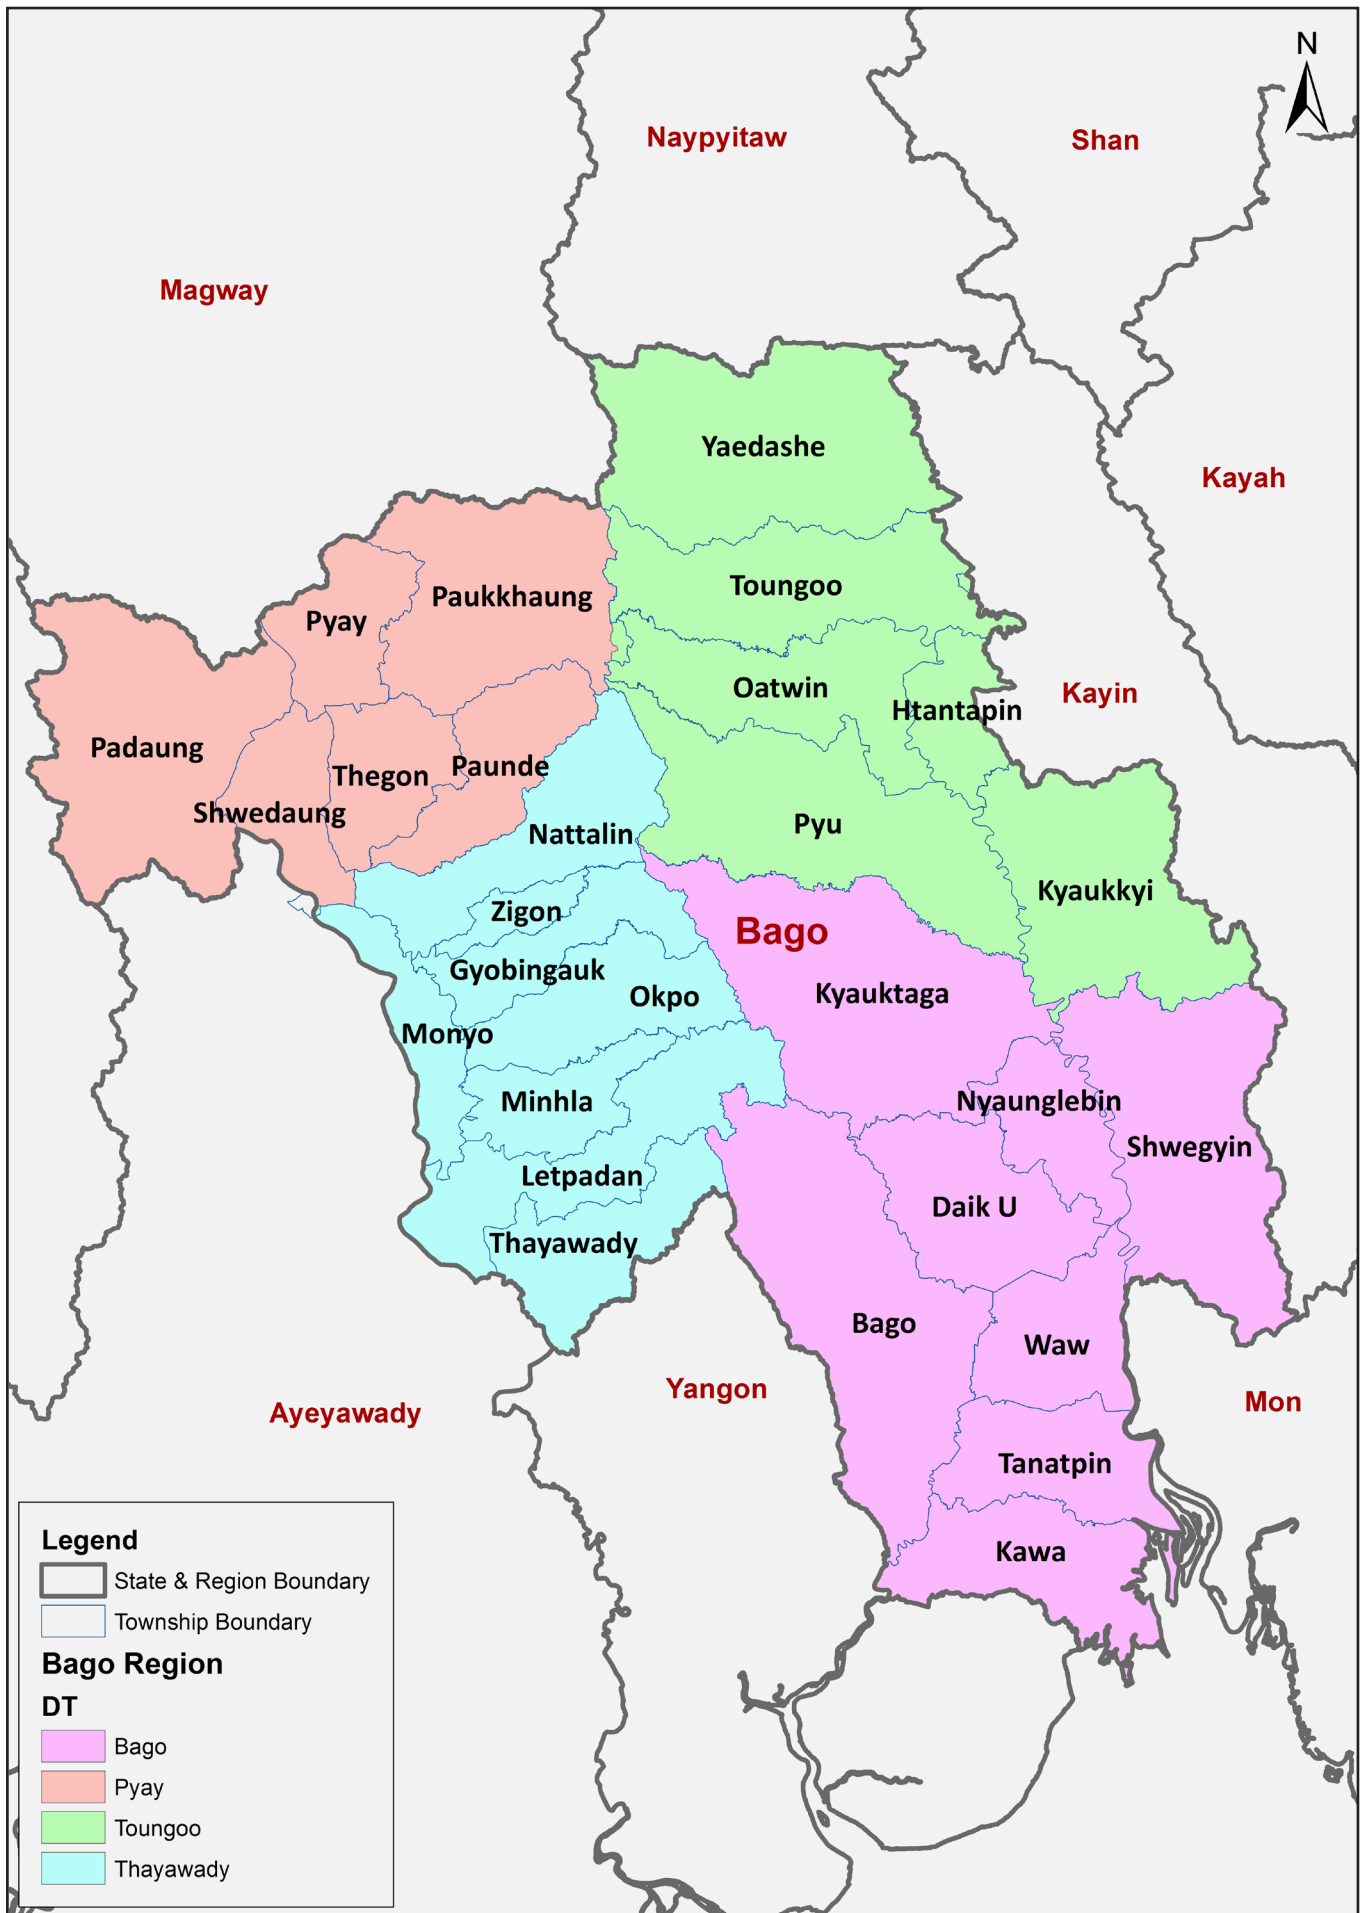 N
Naypyitaw
Shan
Magway
Yaedashe
Kayah
Toungoo
Paukkhaung
Pyay
Oatwin
Kayin
Htantapin
Padaung
Paunde
Thegon
Shwedaung
Pyu
Nattalin
Kyaukkyi
Zigon
Bago
Gyobingauk
Kyauktaga
Okpo
Monyo
Minhla
Nyaunglebin
Shwegyin
Letpadan
Daik U
Thayawady
Bago
Waw
Yangon
Mon
Ayeyawady
Tanatpin
Kawa
Legend
State & Region Boundary
Township Boundary
Bago Region
DT
Bago
Pyay
Toungoo
Thayawady